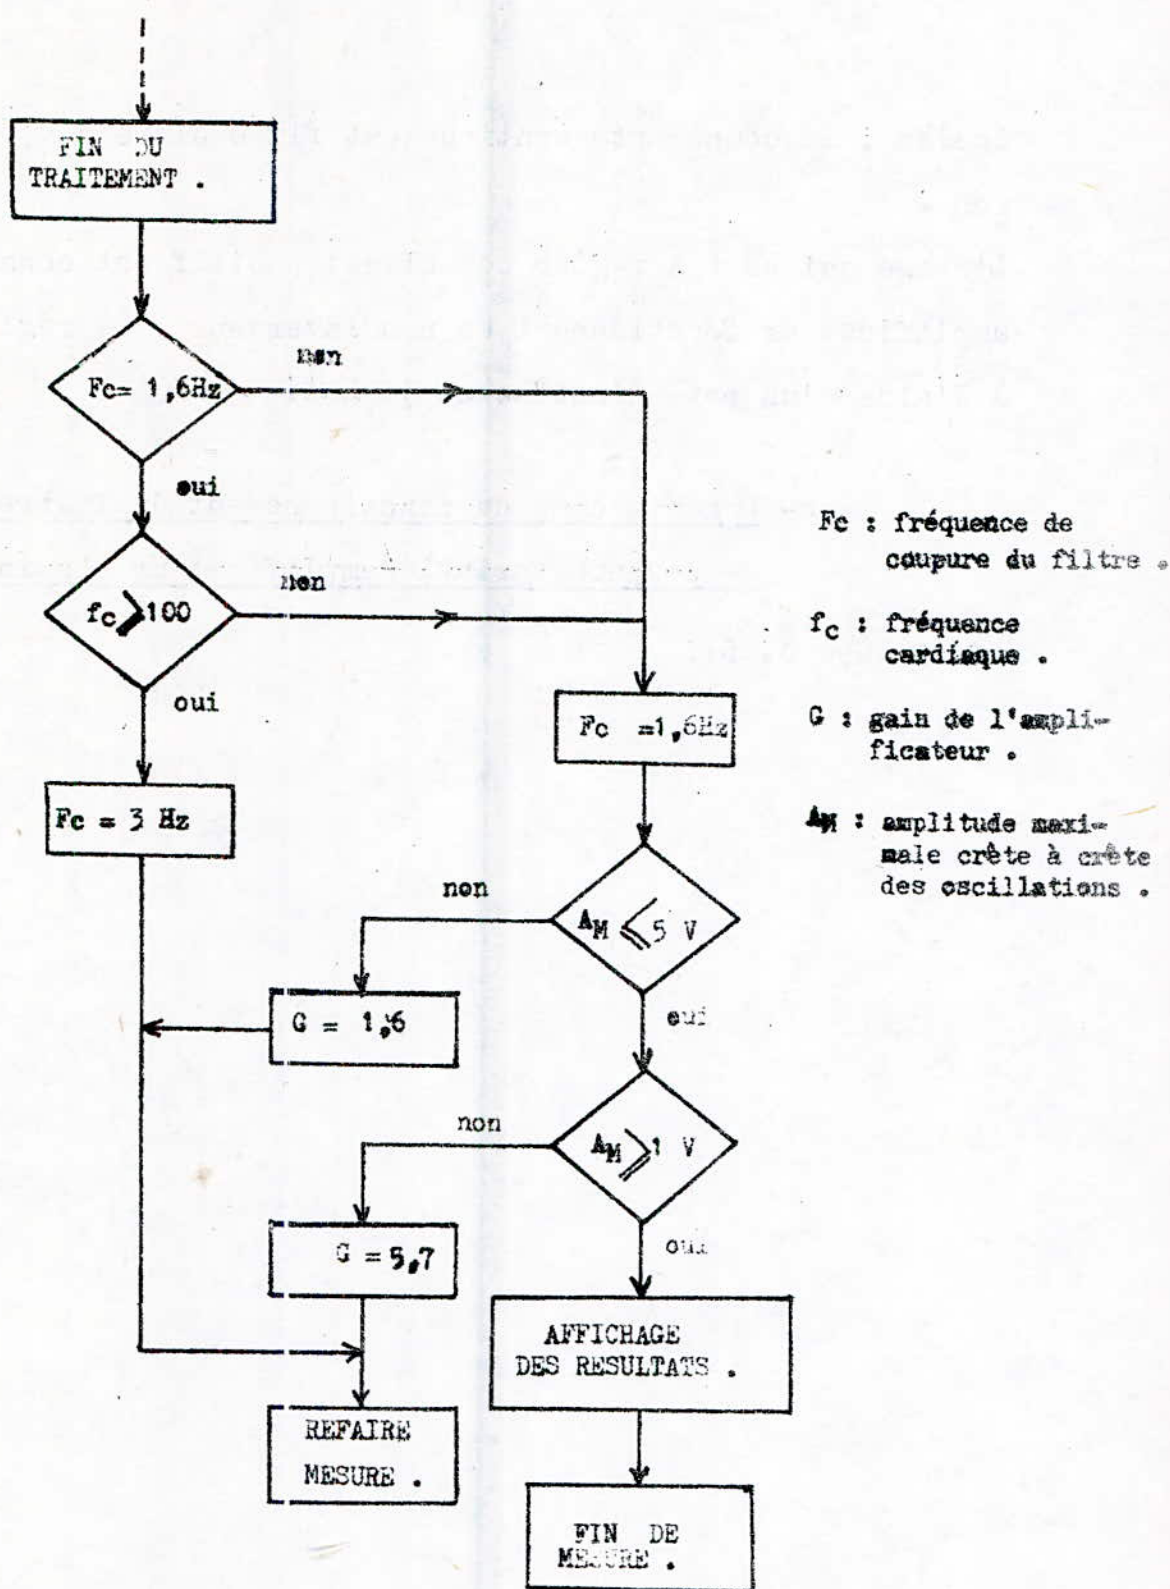 FIN DU
TRAITEMENT .
Fc= 1,6Hz
non
oui
fc ⩾ 100
non
oui
Fc = 3 Hz
Fc =1,6Hz
Fc : fréquence de
coupure du filtre .
fc : fréquence
cardiaque .
G : gain de l'ampli-
ficateur .
AM : amplitude maxi-
male crête à crête
des oscillations .
AM ⩽ 5 V
non
oui
G = 1,6
AM ⩾ 1 V
non
oui
G = 5,7
AFFICHAGE
DES RESULTATS .
REFAIRE
MESURE .
FIN DE
MESURE .